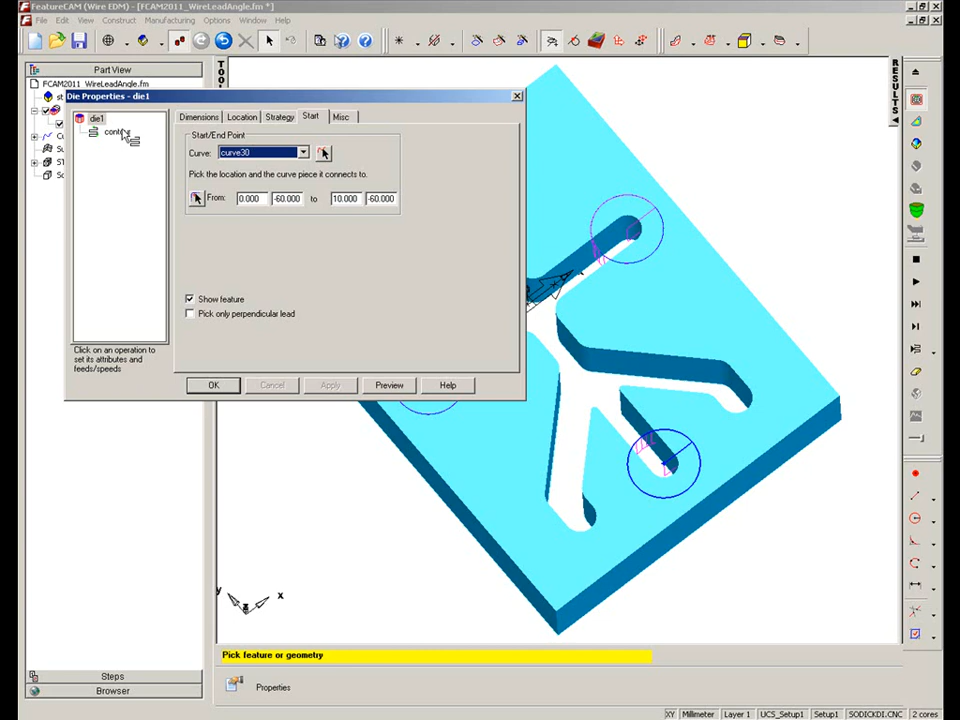 FeatureCAM (Wire EDM) - [FCAM2011_WireLeadAngle.fm *]
File Edit View Construct Manufacturing Options Window Help
Part View
FCAM2011_WireLeadAngle.fm
Die Properties - die1
die1
Dimensions Location Strategy Start Misc
Start/End Point
Curve: curve30
Pick the location and the curve piece it connects to.
From: 0.000 -60.000 to 10.000 -60.000
Show feature
Pick only perpendicular lead
Click on an operation to
set its attributes and
feeds/speeds
OK Cancel Apply Preview Help
RESULTS
y x
Pick feature or geometry
Steps
Browser
Properties
XY Millimeter Layer 1 UCS_Setup1 Setup1 SODICKDI.CNC 2 cores